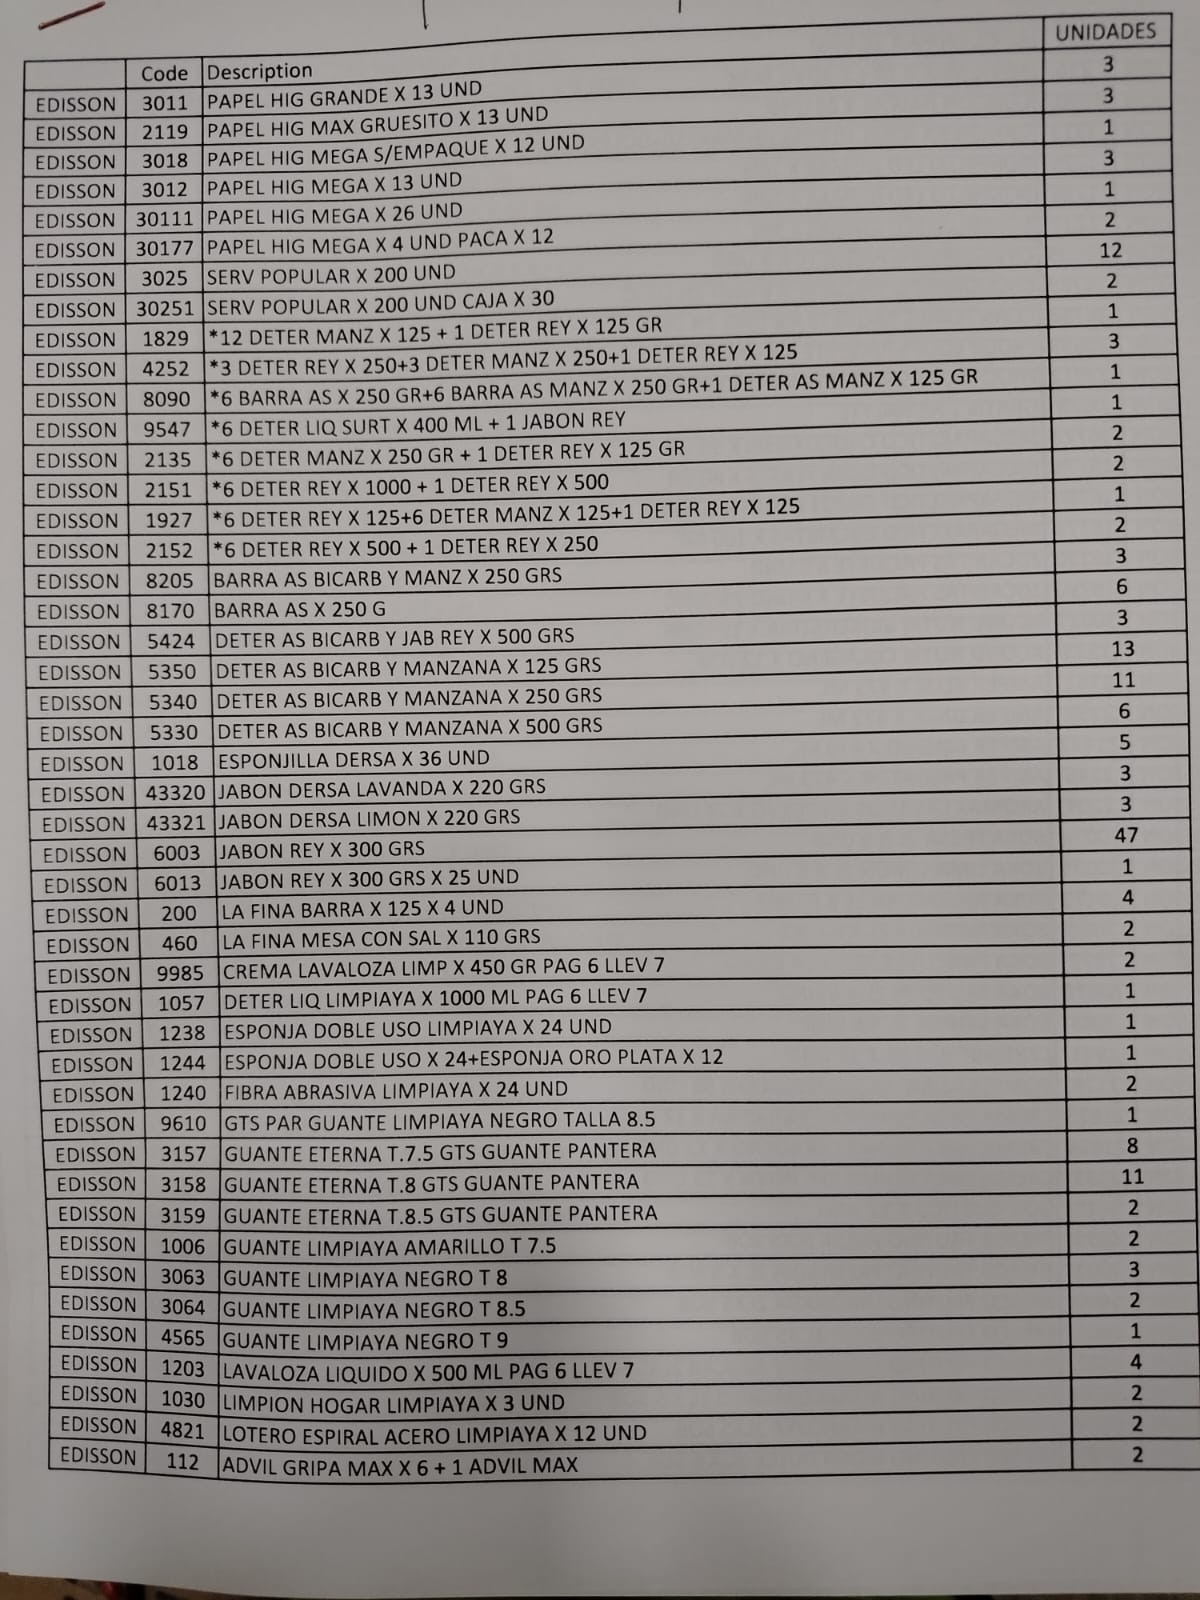 Code Description UNIDADES
EDISSON 3011 PAPEL HIG GRANDE X 13 UND 3
EDISSON 2119 PAPEL HIG MAX GRUESITO X 13 UND 3
EDISSON 3018 PAPEL HIG MEGA S/EMPAQUE X 12 UND 1
EDISSON 3012 PAPEL HIG MEGA X 13 UND 3
EDISSON 30111 PAPEL HIG MEGA X 26 UND 1
EDISSON 30177 PAPEL HIG MEGA X 4 UND PACA X 12 2
EDISSON 3025 SERV POPULAR X 200 UND 12
EDISSON 30251 SERV POPULAR X 200 UND CAJA X 30 2
EDISSON 1829 *12 DETER MANZ X 125 + 1 DETER REY X 125 GR 1
EDISSON 4252 *3 DETER REY X 250+3 DETER MANZ X 250+1 DETER REY X 125 3
EDISSON 8090 *6 BARRA AS X 250 GR+6 BARRA AS MANZ X 250 GR+1 DETER AS MANZ X 125 GR 1
EDISSON 9547 *6 DETER LIQ SURT X 400 ML + 1 JABON REY 1
EDISSON 2135 *6 DETER MANZ X 250 GR + 1 DETER REY X 125 GR 2
EDISSON 2151 *6 DETER REY X 1000 + 1 DETER REY X 500 2
EDISSON 1927 *6 DETER REY X 125+6 DETER MANZ X 125+1 DETER REY X 125 1
EDISSON 2152 *6 DETER REY X 500 + 1 DETER REY X 250 2
EDISSON 8205 BARRA AS BICARB Y MANZ X 250 GRS 3
EDISSON 8170 BARRA AS X 250 G 6
EDISSON 5424 DETER AS BICARB Y JAB REY X 500 GRS 3
EDISSON 5350 DETER AS BICARB Y MANZANA X 125 GRS 13
EDISSON 5340 DETER AS BICARB Y MANZANA X 250 GRS 11
EDISSON 5330 DETER AS BICARB Y MANZANA X 500 GRS 6
EDISSON 1018 ESPONJILLA DERSA X 36 UND 5
EDISSON 43320 JABON DERSA LAVANDA X 220 GRS 3
EDISSON 43321 JABON DERSA LIMON X 220 GRS 3
EDISSON 6003 JABON REY X 300 GRS 47
EDISSON 6013 JABON REY X 300 GRS X 25 UND 1
EDISSON 200 LA FINA BARRA X 125 X 4 UND 4
EDISSON 460 LA FINA MESA CON SAL X 110 GRS 2
EDISSON 9985 CREMA LAVALOZA LIMP X 450 GR PAG 6 LLEV 7 2
EDISSON 1057 DETER LIQ LIMPIAYA X 1000 ML PAG 6 LLEV 7 1
EDISSON 1238 ESPONJA DOBLE USO LIMPIAYA X 24 UND 1
EDISSON 1244 ESPONJA DOBLE USO X 24+ESPONJA ORO PLATA X 12 1
EDISSON 1240 FIBRA ABRASIVA LIMPIAYA X 24 UND 2
EDISSON 9610 GTS PAR GUANTE LIMPIAYA NEGRO TALLA 8.5 1
EDISSON 3157 GUANTE ETERNA T.7.5 GTS GUANTE PANTERA 8
EDISSON 3158 GUANTE ETERNA T.8 GTS GUANTE PANTERA 11
EDISSON 3159 GUANTE ETERNA T.8.5 GTS GUANTE PANTERA 2
EDISSON 1006 GUANTE LIMPIAYA AMARILLO T 7.5 2
EDISSON 3063 GUANTE LIMPIAYA NEGRO T 8 3
EDISSON 3064 GUANTE LIMPIAYA NEGRO T 8.5 2
EDISSON 4565 GUANTE LIMPIAYA NEGRO T 9 1
EDISSON 1203 LAVALOZA LIQUIDO X 500 ML PAG 6 LLEV 7 4
EDISSON 1030 LIMPION HOGAR LIMPIAYA X 3 UND 2
EDISSON 4821 LOTERO ESPIRAL ACERO LIMPIAYA X 12 UND 2
EDISSON 112 ADVIL GRIPA MAX X 6 + 1 ADVIL MAX 2